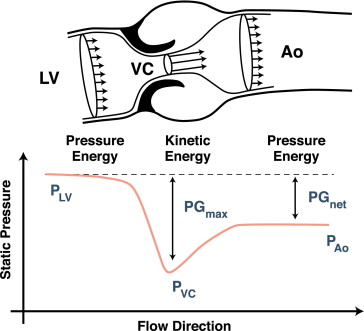 LV
VC
Ao
Pressure
Energy
Kinetic
Energy
Pressure
Energy
Static Pressure
P_LV
PG_max
PG_net
P_VC
P_Ao
Flow Direction